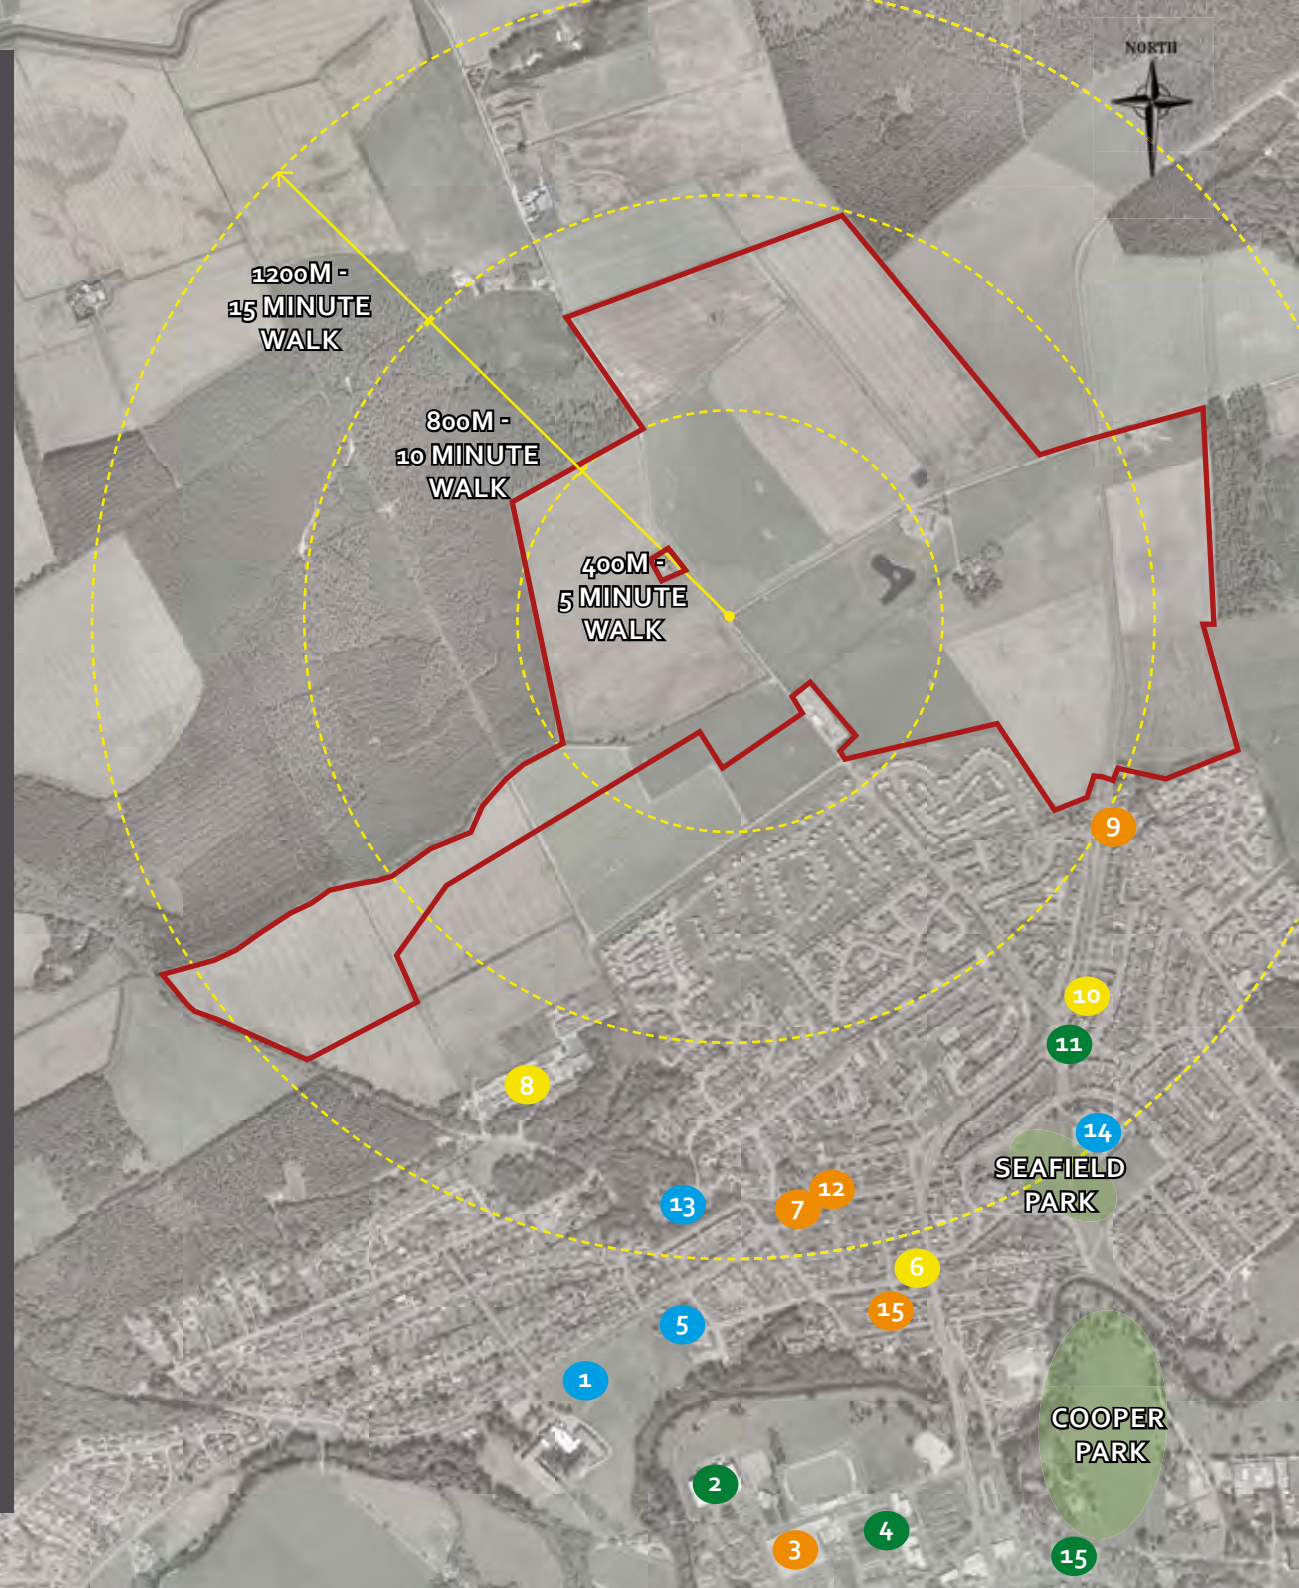 NORTH
1200M -
15 MINUTE
WALK
800M -
10 MINUTE
WALK
400M -
5 MINUTE
WALK
9
10
11
8
14
SEAFIELD
PARK
12
13
7
6
15
5
1
COOPER
PARK
2
4
3
15